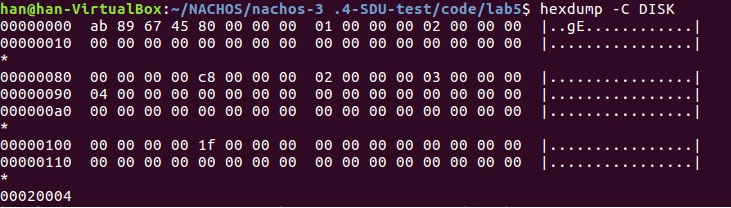 han@han-VirtualBox:~/NACHOS/nachos-3 .4-SDU-test/code/lab5$ hexdump -C DISK
00000000  ab 89 67 45 80 00 00 00  01 00 00 00 02 00 00 00  |..gE............|
00000010  00 00 00 00 00 00 00 00  00 00 00 00 00 00 00 00  |................|
*
00000080  00 00 00 00 c8 00 00 00  02 00 00 00 03 00 00 00  |................|
00000090  04 00 00 00 00 00 00 00  00 00 00 00 00 00 00 00  |................|
000000a0  00 00 00 00 00 00 00 00  00 00 00 00 00 00 00 00  |................|
*
00000100  00 00 00 00 1f 00 00 00  00 00 00 00 00 00 00 00  |................|
00000110  00 00 00 00 00 00 00 00  00 00 00 00 00 00 00 00  |................|
*
00020004